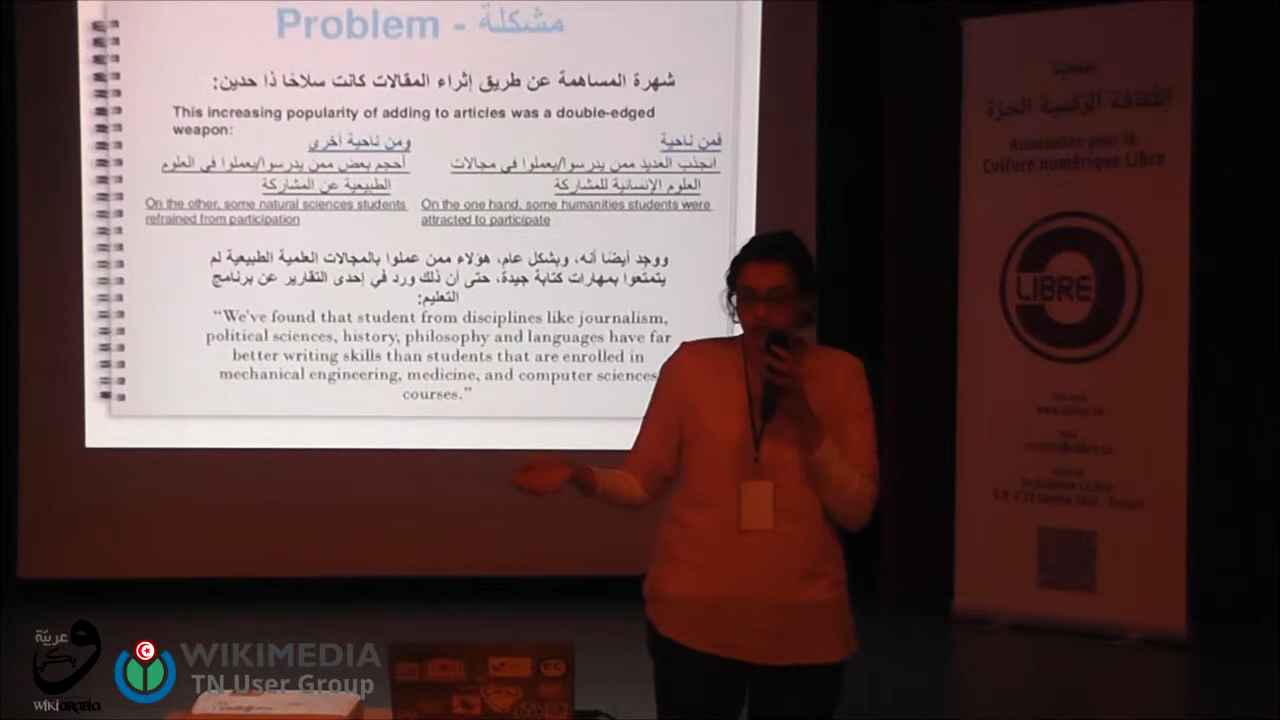 Problem - مشكلة
شهرة المساهمة عن طريق إثراء المقالات كانت سلاحًا ذا حدين:
This increasing popularity of adding to articles was a double-edged
weapon:
فمن ناحية
انجذب العديد ممن يدرسوا/يعملوا في مجالات
العلوم الإنسانية للمشاركة
On the one hand, some humanities students were
attracted to participate
ومن ناحية أخرى
أحجم بعض ممن يدرسوا/يعملوا في العلوم
الطبيعية عن المشاركة
On the other, some natural sciences students
refrained from participation
ووجد أيضًا أنه، وبشكل عام، هؤلاء ممن عملوا بالمجالات العلمية الطبيعية لم
يتمتعوا بمهارات كتابة جيدة، حتى أن ذلك ورد في إحدى التقارير عن برنامج
التعليم:
“We've found that student from disciplines like journalism,
political sciences, history, philosophy and languages have far
better writing skills than students that are enrolled in
mechanical engineering, medicine, and computer sciences
courses.”
الثقافة الرقمية الحرة
Association pour la
Culture numérique Libre
LIBRE
عربية
ويكي
WIKIARABIA
WIKIMEDIA
TN User Group